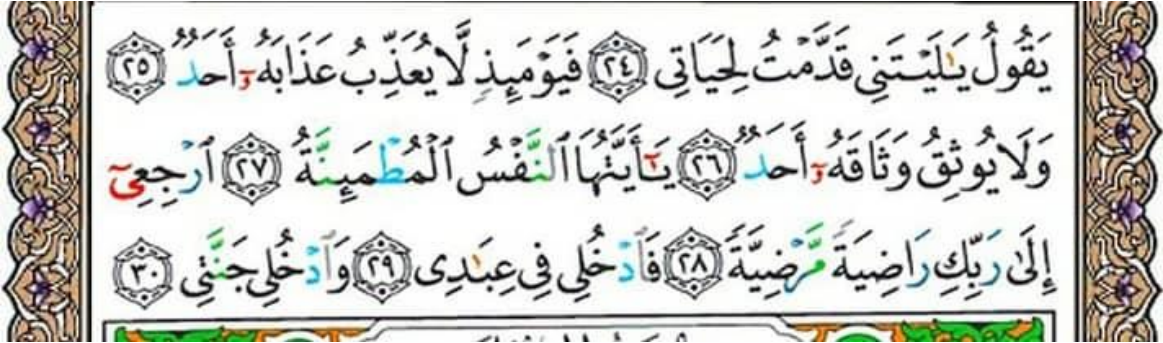 يَقُولُ يَـٰلَيْتَنِى قَدَّمْتُ لِحَيَاتِى ٢٤ فَيَوْمَئِذٍ لَّا يُعَذِّبُ عَذَابَهُۥٓ أَحَدٌ ٢٥
وَلَا يُوثِقُ وَثَاقَهُۥٓ أَحَدٌ ٢٦ يَـٰٓأَيَّتُهَا ٱلنَّفْسُ ٱلْمُطْمَئِنَّةُ ٢٧ ٱرْجِعِىٓ
إِلَىٰ رَبِّكِ رَاضِيَةً مَّرْضِيَّةً ٢٨ فَٱدْخُلِى فِى عِبَـٰدِى ٢٩ وَٱدْخُلِى جَنَّتِى ٣٠